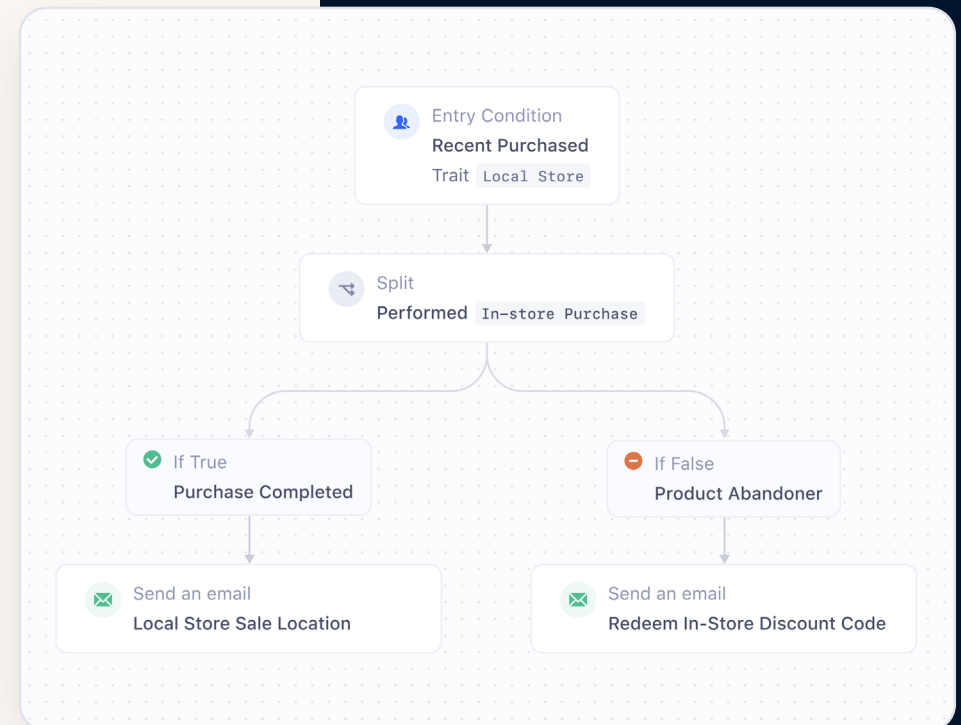 Entry Condition
Recent Purchased
Trait Local Store
Split
Performed In-store Purchase
If True
Purchase Completed
If False
Product Abandoner
Send an email
Local Store Sale Location
Send an email
Redeem In-Store Discount Code